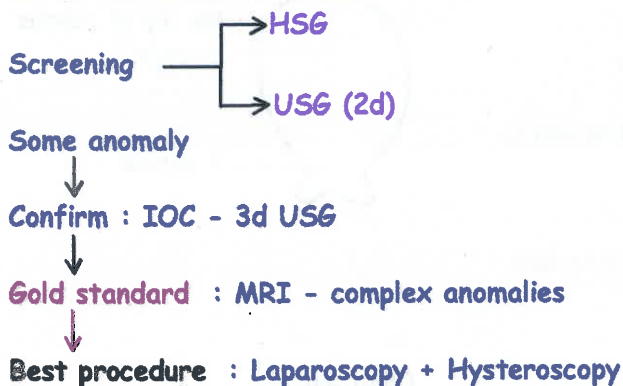 HSG
Screening
USG (2d)
Some anomaly
Confirm : IOC - 3d USG
Gold standard : MRI - complex anomalies
Best procedure : Laparoscopy + Hysteroscopy